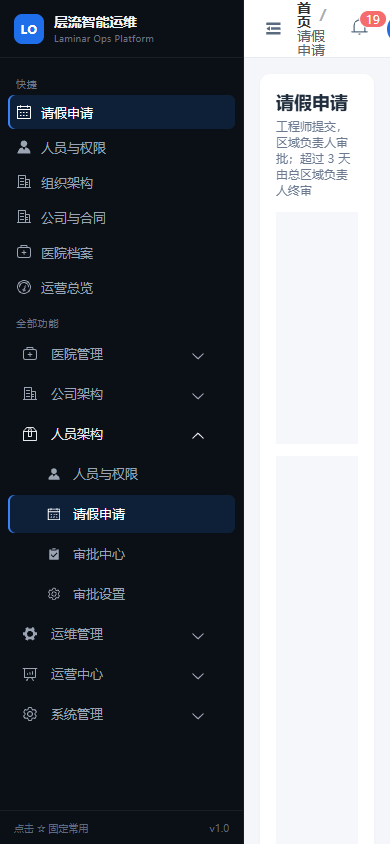 LO
层流智能运维
Laminar Ops Platform
快捷
请假申请
人员与权限
组织架构
公司与合同
医院档案
运营总览
全部功能
医院管理
公司架构
人员架构
人员与权限
请假申请
审批中心
审批设置
运维管理
运营中心
系统管理
点击 ☆ 固定常用
v1.0
首页 /
请假申请
19
请假申请
工程师提交,
区域负责人审
批；超过 3 天
由总区域负责
人终审